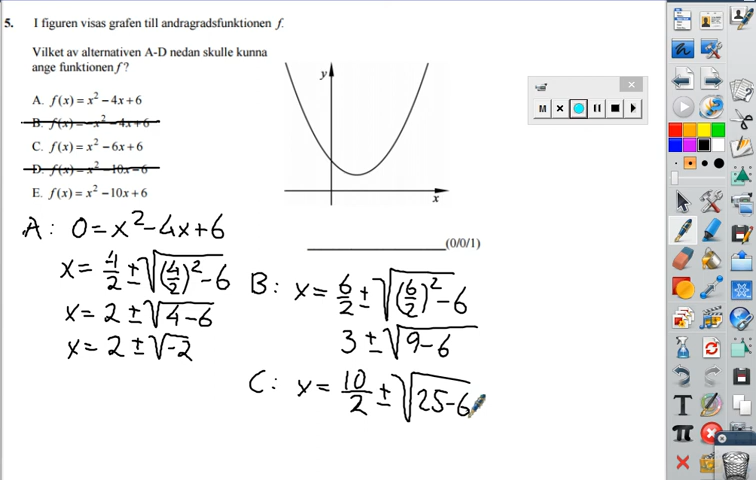 5. I figuren visas grafen till andragradsfunktionen f.
Vilket av alternativen A-D nedan skulle kunna
ange funktionen f ?
A. f(x) = x² − 4x + 6
B. f(x) = −x² − 4x + 6
C. f(x) = x² − 6x + 6
D. f(x) = x² − 10x − 6
E. f(x) = x² − 10x + 6
y
x
(0/0/1)
M
A: 0 = x² − 4x + 6
x = 4/2 ± √((4/2)² − 6)
x = 2 ± √(4 − 6)
x = 2 ± √−2
B: x = 6/2 ± √((6/2)² − 6)
3 ± √(9 − 6)
C: x = 10/2 ± √(25 − 6)
T
π